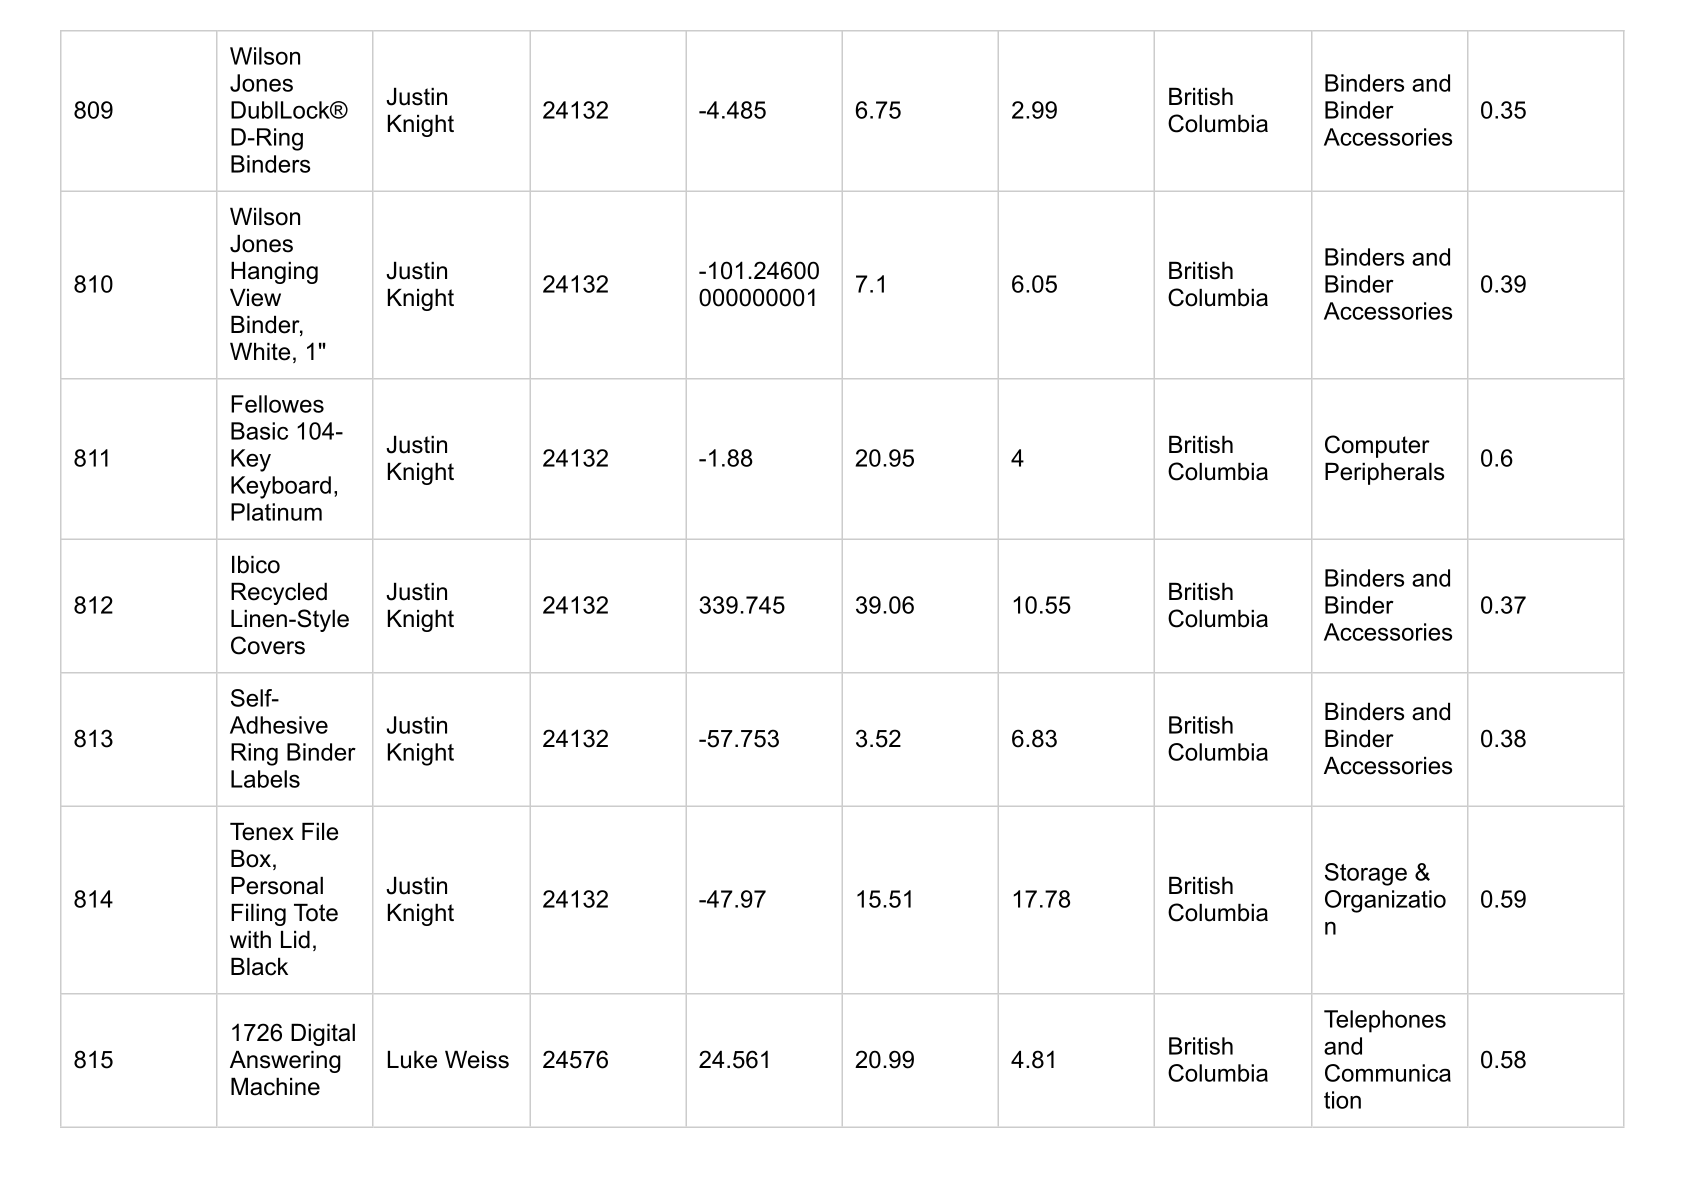 809
Wilson
Jones
DublLock®
D-Ring
Binders
Justin
Knight
24132
-4.485
6.75
2.99
British
Columbia
Binders and
Binder
Accessories
0.35
810
Wilson
Jones
Hanging
View
Binder,
White, 1"
Justin
Knight
24132
-101.24600
000000001
7.1
6.05
British
Columbia
Binders and
Binder
Accessories
0.39
811
Fellowes
Basic 104-
Key
Keyboard,
Platinum
Justin
Knight
24132
-1.88
20.95
4
British
Columbia
Computer
Peripherals
0.6
812
Ibico
Recycled
Linen-Style
Covers
Justin
Knight
24132
339.745
39.06
10.55
British
Columbia
Binders and
Binder
Accessories
0.37
813
Self-
Adhesive
Ring Binder
Labels
Justin
Knight
24132
-57.753
3.52
6.83
British
Columbia
Binders and
Binder
Accessories
0.38
814
Tenex File
Box,
Personal
Filing Tote
with Lid,
Black
Justin
Knight
24132
-47.97
15.51
17.78
British
Columbia
Storage &
Organizatio
n
0.59
815
1726 Digital
Answering
Machine
Luke Weiss
24576
24.561
20.99
4.81
British
Columbia
Telephones
and
Communica
tion
0.58